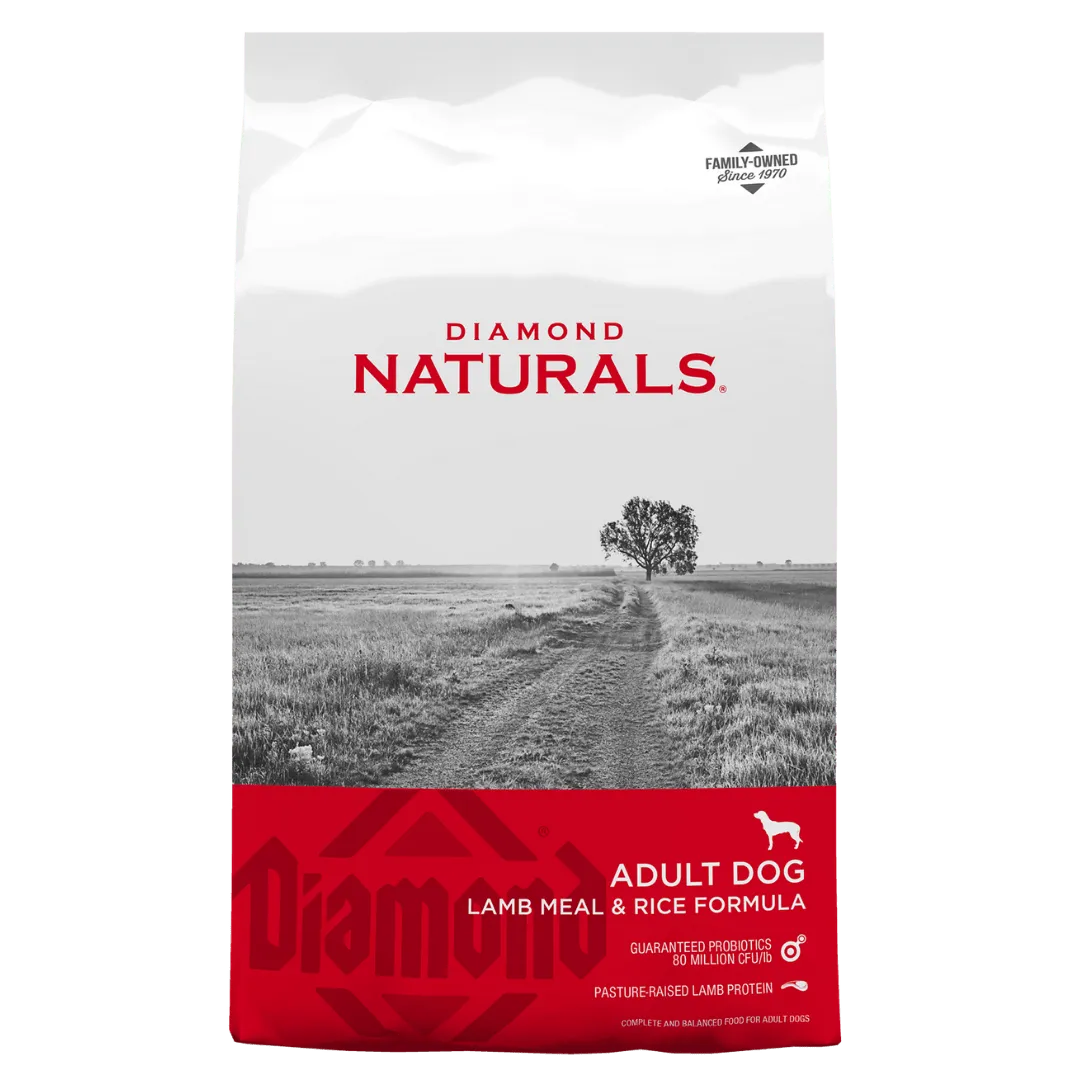 FAMILY-OWNED
Since 1970
DIAMOND
NATURALS®
Diamond®
ADULT DOG
LAMB MEAL & RICE FORMULA
GUARANTEED PROBIOTICS
80 MILLION CFU/lb
PASTURE-RAISED LAMB PROTEIN
COMPLETE AND BALANCED FOOD FOR ADULT DOGS